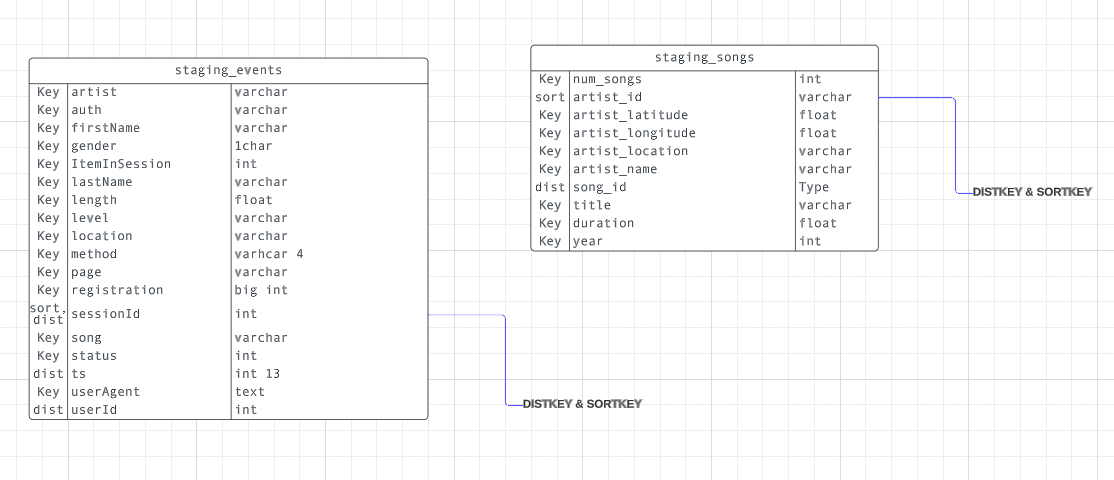 staging_events
Key artist varchar
Key auth varchar
Key firstName varchar
Key gender 1char
Key ItemInSession int
Key lastName varchar
Key length float
Key level varchar
Key location varchar
Key method varhcar 4
Key page varchar
Key registration big int
sort,
dist sessionId int
Key song varchar
Key status int
dist ts int 13
Key userAgent text
dist userId int
DISTKEY & SORTKEY
staging_songs
Key num_songs int
sort artist_id varchar
Key artist_latitude float
Key artist_longitude float
Key artist_location varchar
Key artist_name varchar
dist song_id Type
Key title varchar
Key duration float
Key year int
DISTKEY & SORTKEY